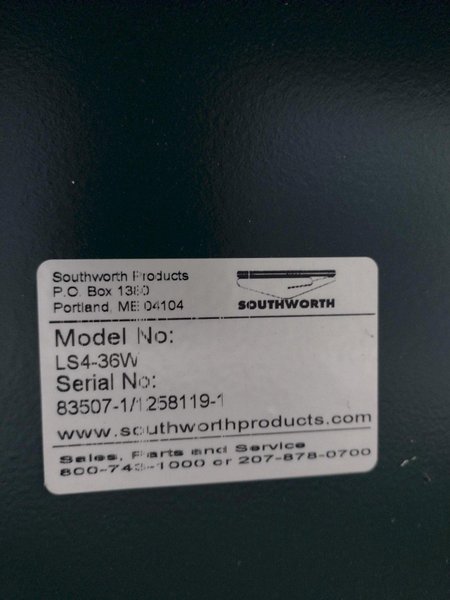 Southworth Products
P.O. Box 1380
Portland, ME 04104
SOUTHWORTH
Model No:
LS4-36W
Serial No:
83507-1/1258119-1
www.southworthproducts.com
Sales, Parts and Service
800-743-1000 or 207-878-0700